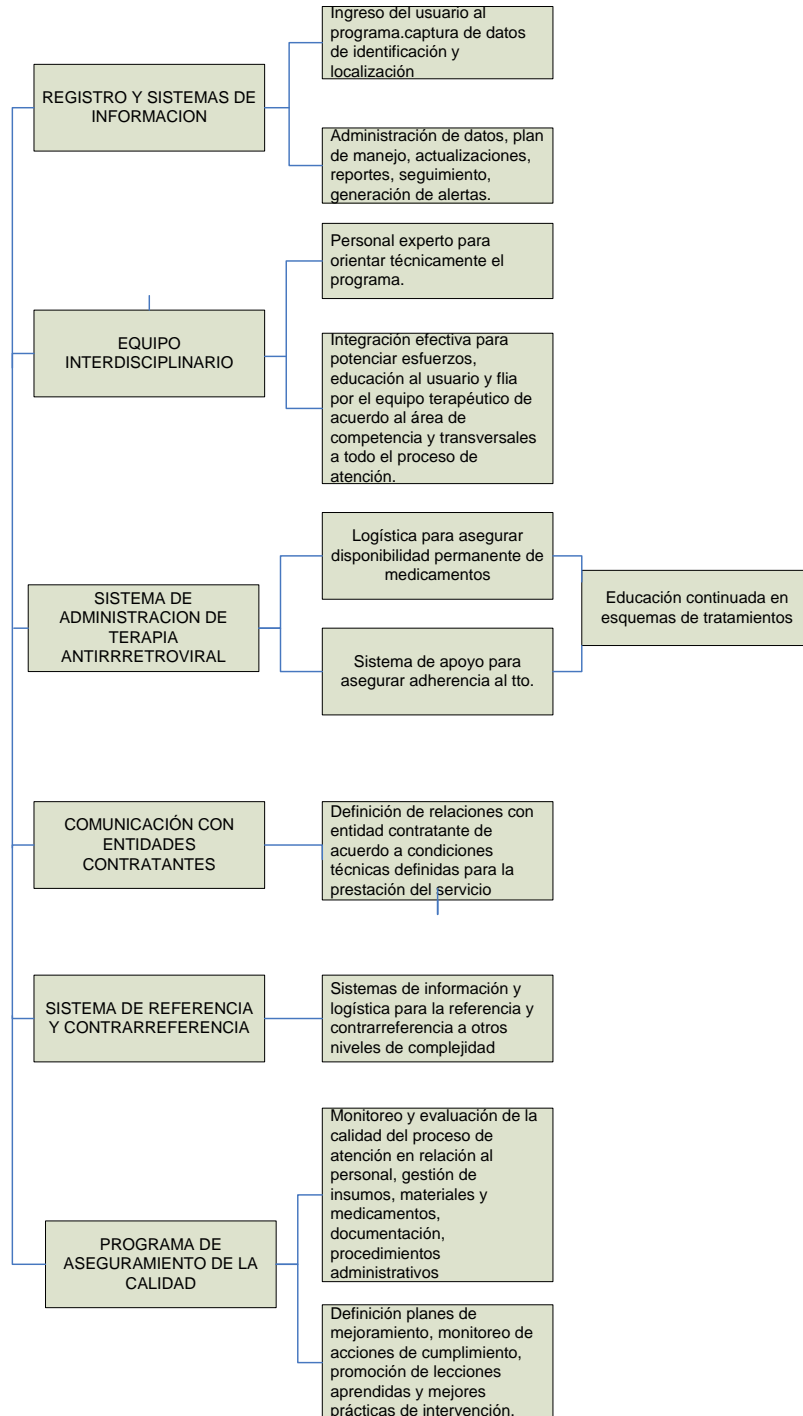 Ingreso del usuario al
programa.captura de datos
de identificación y
localización
REGISTRO Y SISTEMAS DE
INFORMACION
Administración de datos, plan
de manejo, actualizaciones,
reportes, seguimiento,
generación de alertas.
Personal experto para
orientar técnicamente el
programa.
EQUIPO
INTERDISCIPLINARIO
Integración efectiva para
potenciar esfuerzos,
educación al usuario y flia
por el equipo terapéutico de
acuerdo al área de
competencia y transversales
a todo el proceso de
atención.
SISTEMA DE
ADMINISTRACION DE
TERAPIA
ANTIRRRETROVIRAL
Logística para asegurar
disponibilidad permanente de
medicamentos
Sistema de apoyo para
asegurar adherencia al tto.
Educación continuada en
esquemas de tratamientos
COMUNICACIÓN CON
ENTIDADES
CONTRATANTES
Definición de relaciones con
entidad contratante de
acuerdo a condiciones
técnicas definidas para la
prestación del servicio
SISTEMA DE REFERENCIA
Y CONTRARREFERENCIA
Sistemas de información y
logística para la referencia y
contrarreferencia a otros
niveles de complejidad
PROGRAMA DE
ASEGURAMIENTO DE LA
CALIDAD
Monitoreo y evaluación de la
calidad del proceso de
atención en relación al
personal, gestión de
insumos, materiales y
medicamentos,
documentación,
procedimientos
administrativos
Definición planes de
mejoramiento, monitoreo de
acciones de cumplimiento,
promoción de lecciones
aprendidas y mejores
prácticas de intervención.